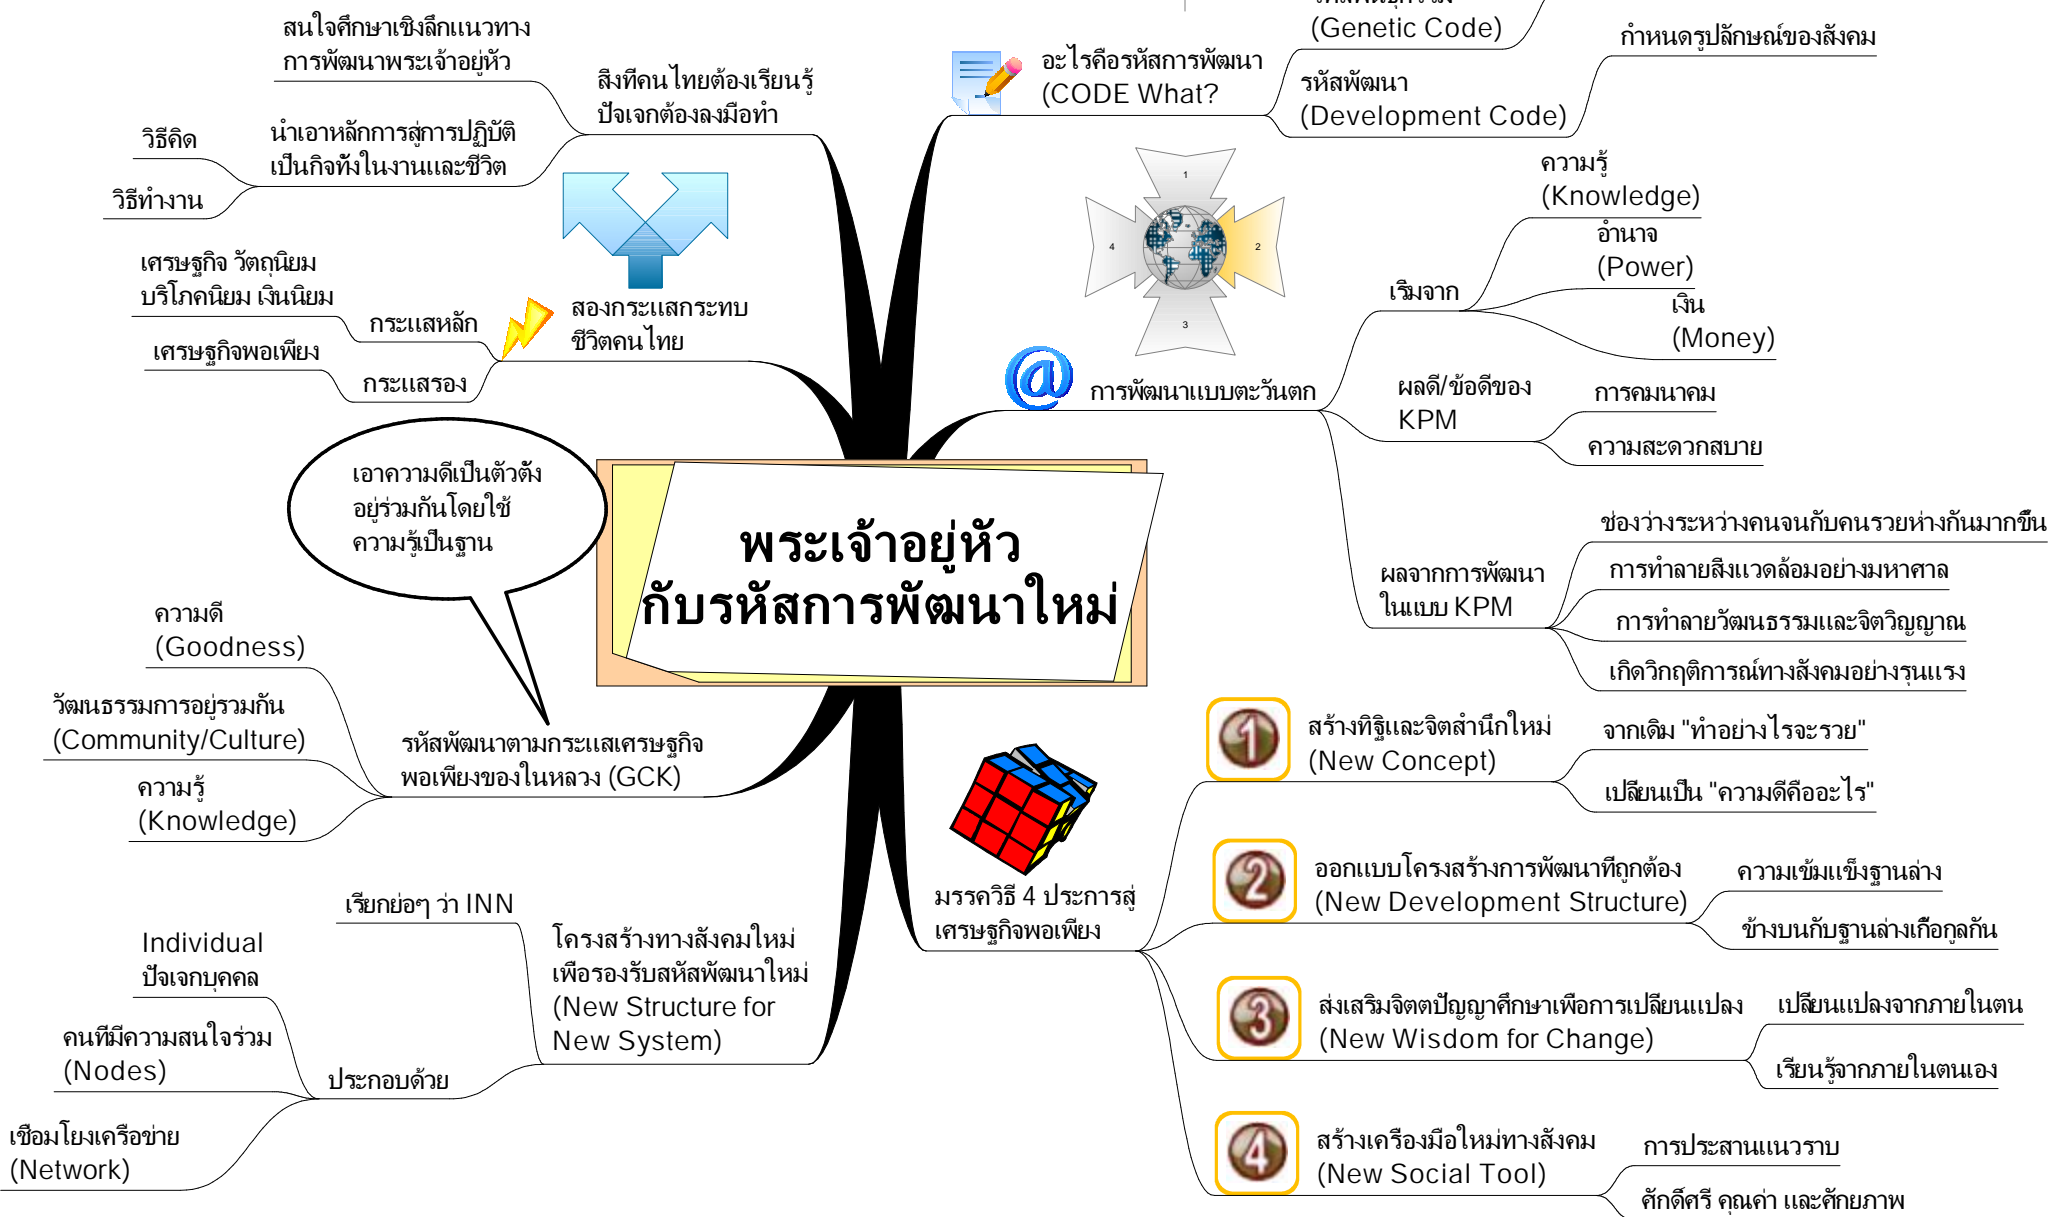 พระเจ้าอยู่หัว
กับรหัสการพัฒนาใหม่
(Genetic Code)
อะไรคือรหัสการพัฒนา
(CODE What?
รหัสพัฒนา
(Development Code)
กำหนดรูปลักษณ์ของสังคม
1
2
3
4
การพัฒนาแบบตะวันตก
เริ่มจาก
ความรู้
(Knowledge)
อำนาจ
(Power)
เงิน
(Money)
ผลดี/ข้อดีของ
KPM
การคมนาคม
ความสะดวกสบาย
ผลจากการพัฒนา
ในแบบ KPM
ช่องว่างระหว่างคนจนกับคนรวยห่างกันมากขึ้น
การทำลายสิ่งแวดล้อมอย่างมหาศาล
การทำลายวัฒนธรรมและจิตวิญญาณ
เกิดวิกฤติการณ์ทางสังคมอย่างรุนแรง
มรรควิธี 4 ประการสู่
เศรษฐกิจพอเพียง
1
สร้างทิฐิและจิตสำนึกใหม่
(New Concept)
จากเดิม "ทำอย่างไรจะรวย"
เปลี่ยนเป็น "ความดีคืออะไร"
2
ออกแบบโครงสร้างการพัฒนาที่ถูกต้อง
(New Development Structure)
ความเข้มแข็งฐานล่าง
ข้างบนกับฐานล่างเกื้อกูลกัน
3
ส่งเสริมจิตตปัญญาศึกษาเพื่อการเปลี่ยนแปลง
(New Wisdom for Change)
เปลี่ยนแปลงจากภายในตน
เรียนรู้จากภายในตนเอง
4
สร้างเครื่องมือใหม่ทางสังคม
(New Social Tool)
การประสานแนวราบ
ศักดิ์ศรี คุณค่า และศักยภาพ
สิ่งที่คนไทยต้องเรียนรู้
ปัจเจกต้องลงมือทำ
สนใจศึกษาเชิงลึกแนวทาง
การพัฒนาพระเจ้าอยู่หัว
นำเอาหลักการสู่การปฏิบัติ
เป็นกิจทั้งในงานและชีวิต
วิธีคิด
วิธีทำงาน
สองกระแสกระทบ
ชีวิตคนไทย
กระแสหลัก
เศรษฐกิจ วัตถุนิยม
บริโภคนิยม เงินนิยม
กระแสรอง
เศรษฐกิจพอเพียง
เอาความดีเป็นตัวตั้ง
อยู่ร่วมกันโดยใช้
ความรู้เป็นฐาน
รหัสพัฒนาตามกระแสเศรษฐกิจ
พอเพียงของในหลวง (GCK)
ความดี
(Goodness)
วัฒนธรรมการอยู่รวมกัน
(Community/Culture)
ความรู้
(Knowledge)
โครงสร้างทางสังคมใหม่
เพื่อรองรับสหัสพัฒนาใหม่
(New Structure for
New System)
เรียกย่อๆ ว่า INN
ประกอบด้วย
Individual
ปัจเจกบุคคล
คนที่มีความสนใจร่วม
(Nodes)
เชื่อมโยงเครือข่าย
(Network)